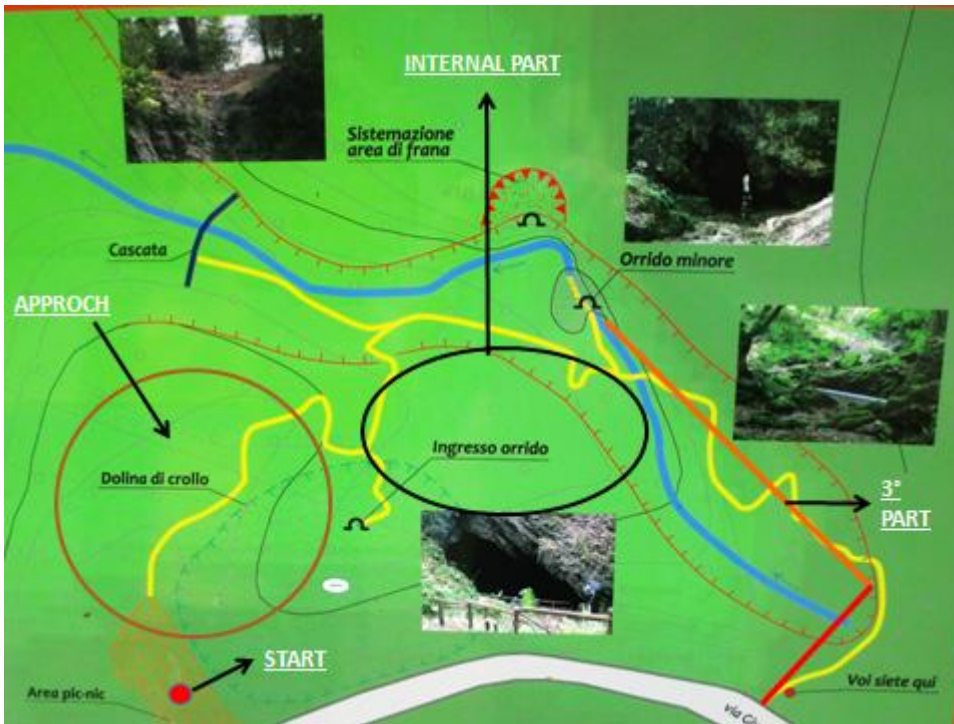 INTERNAL PART
Sistemazione
area di frana
Cascata
Orrido minore
APPROCH
Ingresso orrido
Dolina di crollo
3°
PART
START
Area pic-nic
Voi siete qui
via